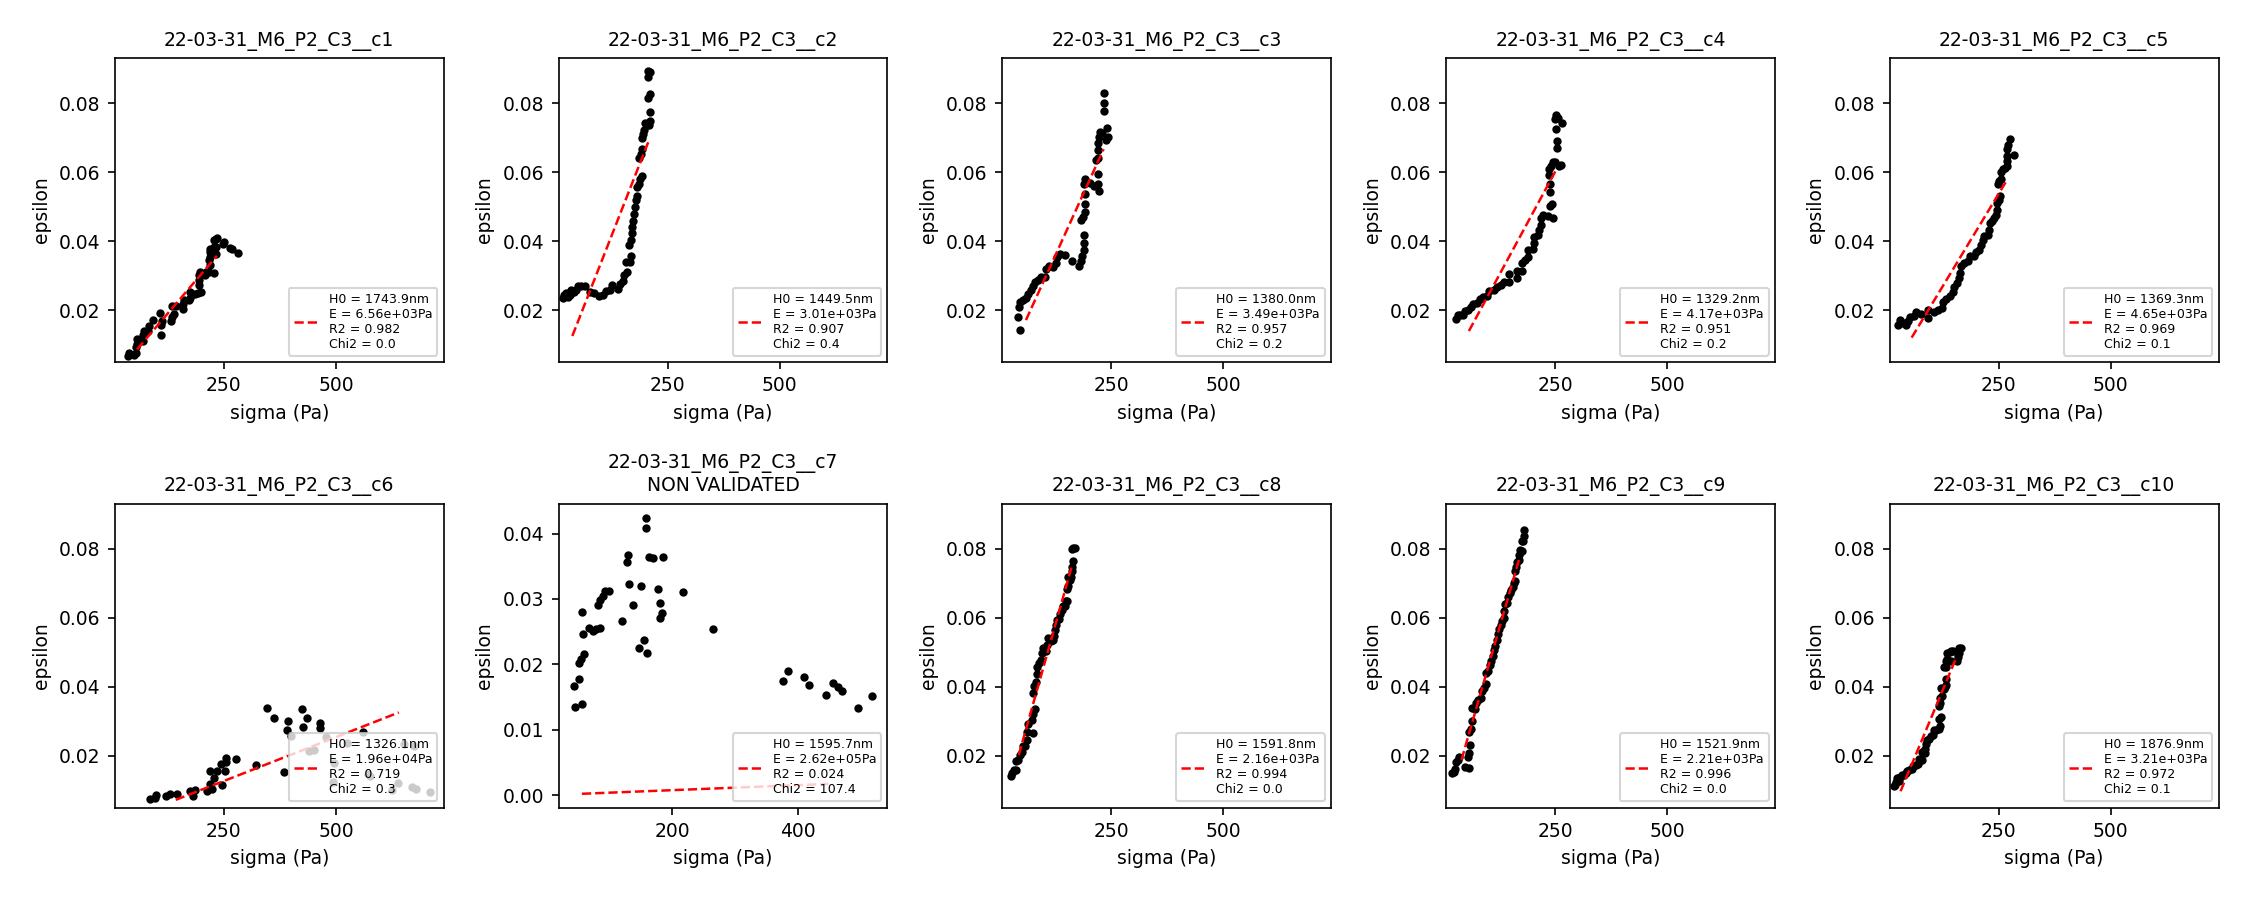 22-03-31_M6_P2_C3__c1
22-03-31_M6_P2_C3__c2
22-03-31_M6_P2_C3__c3
22-03-31_M6_P2_C3__c4
22-03-31_M6_P2_C3__c5
epsilon
0.08
0.06
0.04
0.02
250
500
sigma (Pa)
H0 = 1743.9nm
E = 6.56e+03Pa
R2 = 0.982
Chi2 = 0.0
epsilon
0.08
0.06
0.04
0.02
250
500
sigma (Pa)
H0 = 1449.5nm
E = 3.01e+03Pa
R2 = 0.907
Chi2 = 0.4
epsilon
0.08
0.06
0.04
0.02
250
500
sigma (Pa)
H0 = 1380.0nm
E = 3.49e+03Pa
R2 = 0.957
Chi2 = 0.2
epsilon
0.08
0.06
0.04
0.02
250
500
sigma (Pa)
H0 = 1329.2nm
E = 4.17e+03Pa
R2 = 0.951
Chi2 = 0.2
epsilon
0.08
0.06
0.04
0.02
250
500
sigma (Pa)
H0 = 1369.3nm
E = 4.65e+03Pa
R2 = 0.969
Chi2 = 0.1
22-03-31_M6_P2_C3__c6
22-03-31_M6_P2_C3__c7
NON VALIDATED
22-03-31_M6_P2_C3__c8
22-03-31_M6_P2_C3__c9
22-03-31_M6_P2_C3__c10
epsilon
0.08
0.06
0.04
0.02
250
500
sigma (Pa)
H0 = 1326.1nm
E = 1.96e+04Pa
R2 = 0.719
Chi2 = 0.3
epsilon
0.04
0.03
0.02
0.01
0.00
200
400
sigma (Pa)
H0 = 1595.7nm
E = 2.62e+05Pa
R2 = 0.024
Chi2 = 107.4
epsilon
0.08
0.06
0.04
0.02
250
500
sigma (Pa)
H0 = 1591.8nm
E = 2.16e+03Pa
R2 = 0.994
Chi2 = 0.0
epsilon
0.08
0.06
0.04
0.02
250
500
sigma (Pa)
H0 = 1521.9nm
E = 2.21e+03Pa
R2 = 0.996
Chi2 = 0.0
epsilon
0.08
0.06
0.04
0.02
250
500
sigma (Pa)
H0 = 1876.9nm
E = 3.21e+03Pa
R2 = 0.972
Chi2 = 0.1